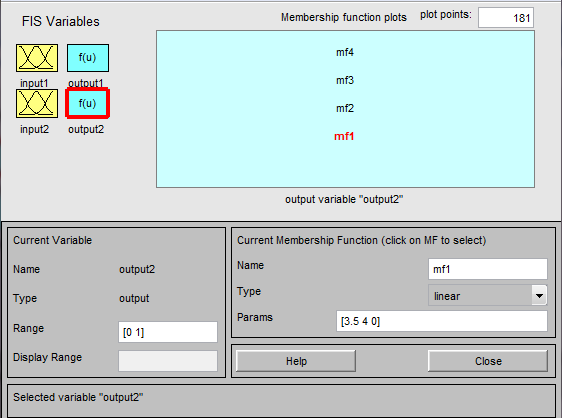 FIS Variables
Membership function plots
plot points:
181
f(u)
input1
output1
f(u)
input2
output2
mf4
mf3
mf2
mf1
output variable "output2"
Current Variable
Name
output2
Type
output
Range
[0 1]
Display Range
Current Membership Function (click on MF to select)
Name
mf1
Type
linear
Params
[3.5 4 0]
Help
Close
Selected variable "output2"